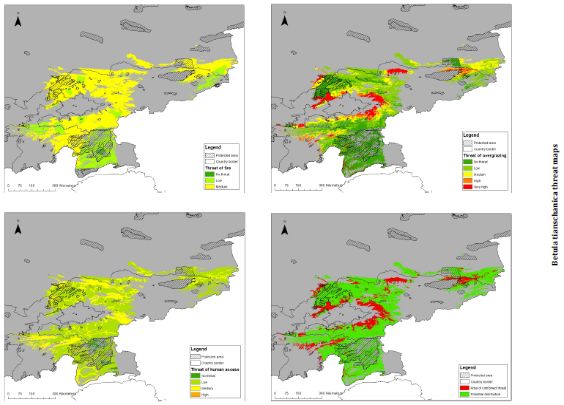 N
Legend
Protected area
Country border
Threat of fire
No threat
Low
Medium
0 75 150 300 Kilometers
N
Legend
Protected area
Country border
Threat of overgrazing
No threat
Low
Medium
High
Very high
0 75 150 300 Kilometers
N
Legend
Protected area
Country border
Threat of human access
No threat
Low
Medium
High
0 75 150 300 Kilometers
N
Legend
Protected area
Country border
Area of combined threat
Potential distribution
0 75 150 300 Kilometers
Betula tianschanica threat maps